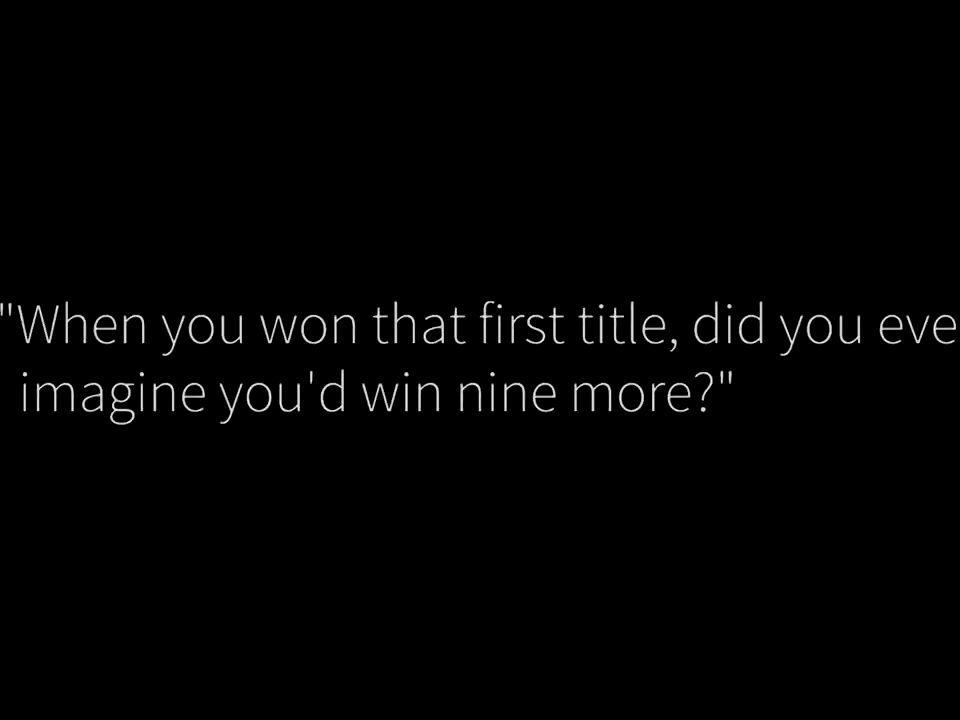 "When you won that first title, did you eve
imagine you'd win nine more?"